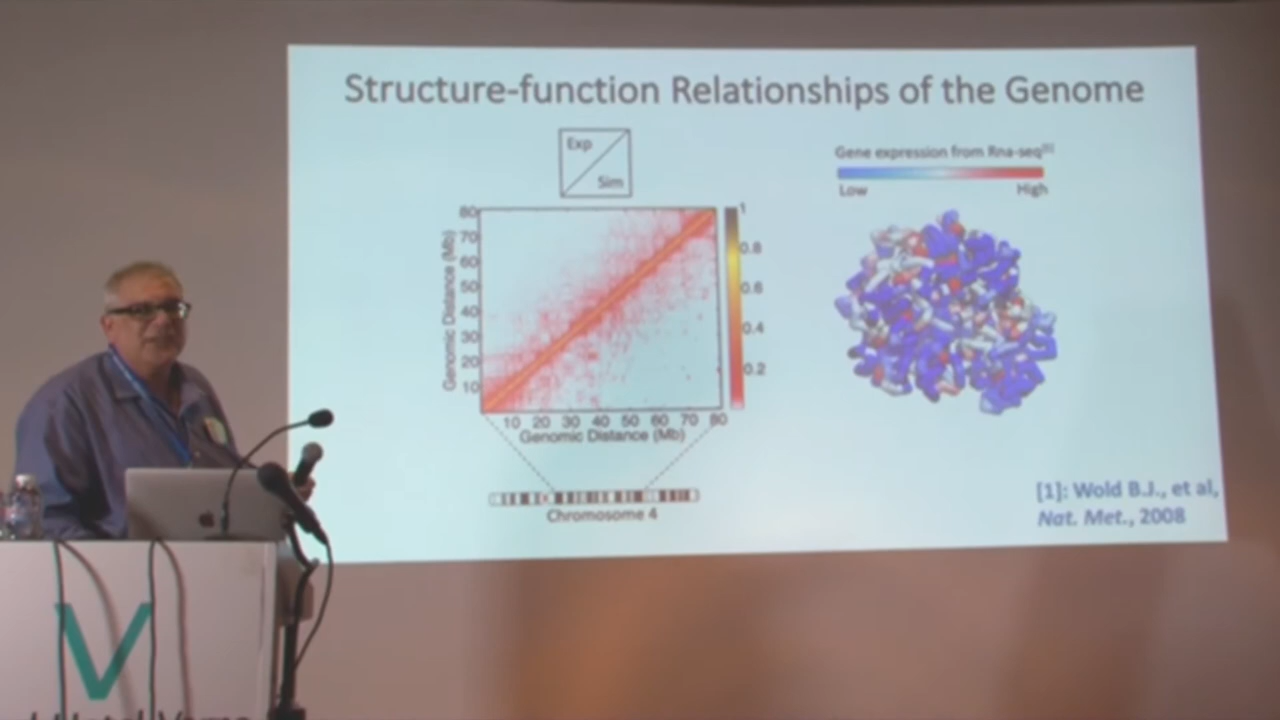 Structure-function Relationships of the Genome
Exp
Sim
Gene expression from Rna-seq[1]
Low
High
80
70
60
50
40
30
20
10
Genomic Distance (Mb)
1
0.8
0.6
0.4
0.2
10 20 30 40 50 60 70 80
Genomic Distance (Mb)
Chromosome 4
[1]: Wold B.J., et al,
Nat. Met., 2008
V